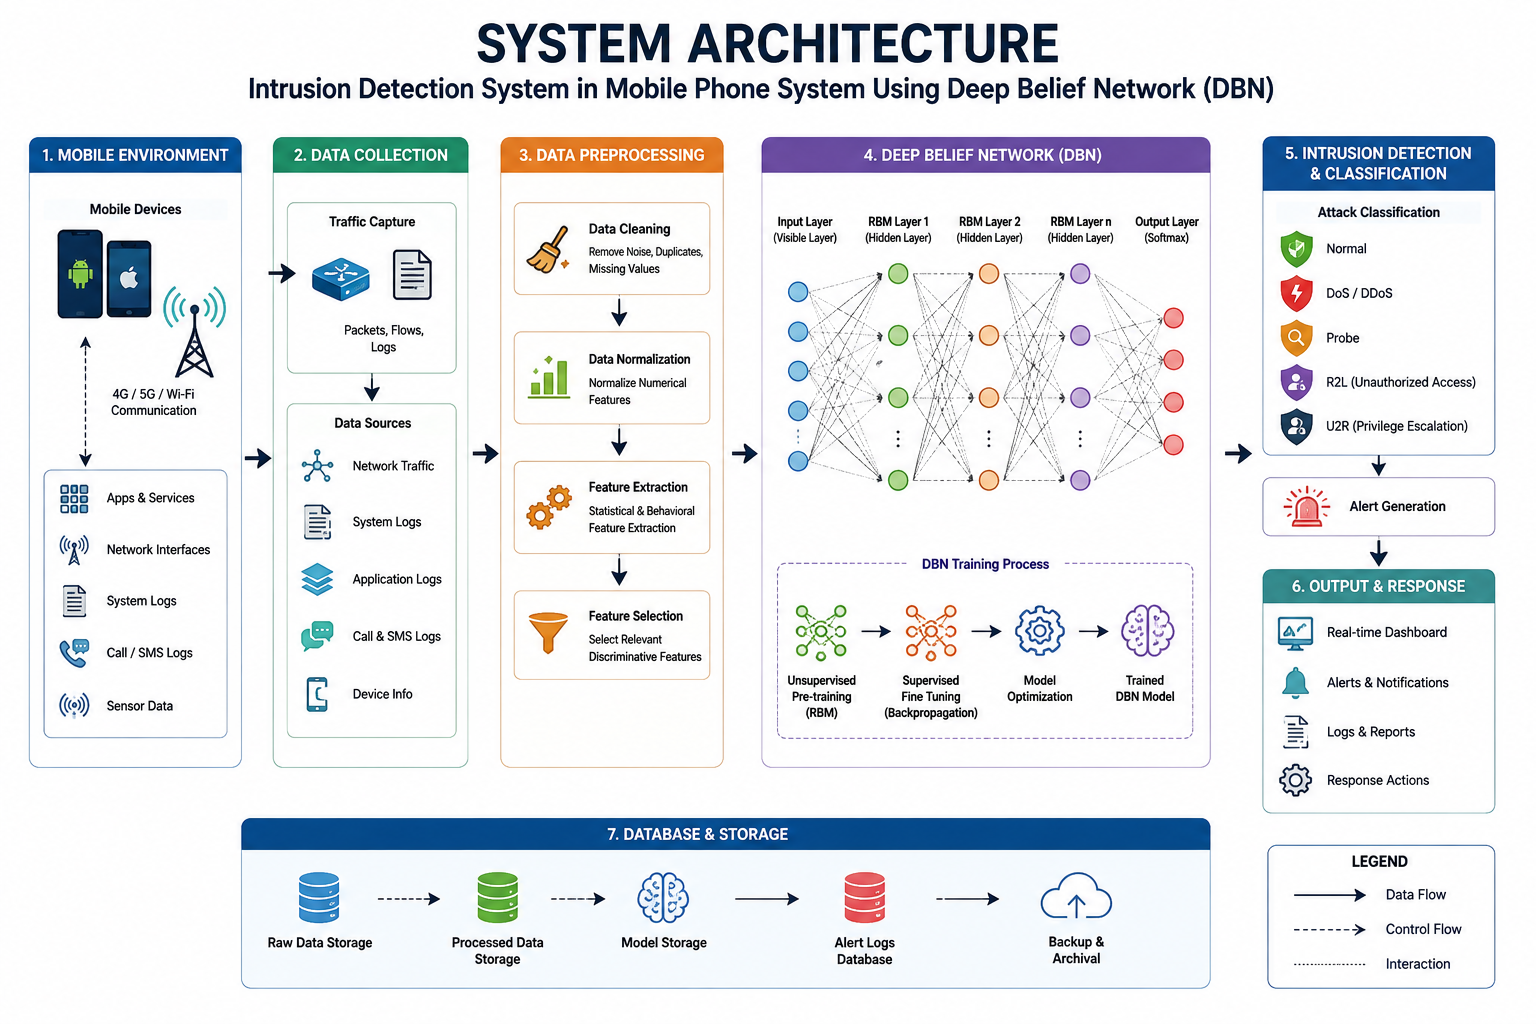 SYSTEM ARCHITECTURE
Intrusion Detection System in Mobile Phone System Using Deep Belief Network (DBN)
1. MOBILE ENVIRONMENT
Mobile Devices
4G / 5G / Wi-Fi
Communication
Apps & Services
Network Interfaces
System Logs
Call / SMS Logs
Sensor Data
2. DATA COLLECTION
Traffic Capture
Packets, Flows,
Logs
Data Sources
Network Traffic
System Logs
Application Logs
Call & SMS Logs
Device Info
3. DATA PREPROCESSING
Data Cleaning
Remove Noise, Duplicates,
Missing Values
Data Normalization
Normalize Numerical
Features
Feature Extraction
Statistical & Behavioral
Feature Extraction
Feature Selection
Select Relevant
Discriminative Features
4. DEEP BELIEF NETWORK (DBN)
Input Layer
(Visible Layer)
RBM Layer 1
(Hidden Layer)
RBM Layer 2
(Hidden Layer)
RBM Layer n
(Hidden Layer)
Output Layer
(Softmax)
DBN Training Process
Unsupervised
Pre-training
(RBM)
Supervised
Fine Tuning
(Backpropagation)
Model
Optimization
Trained
DBN Model
5. INTRUSION DETECTION
& CLASSIFICATION
Attack Classification
Normal
DoS / DDoS
Probe
R2L (Unauthorized Access)
U2R (Privilege Escalation)
Alert Generation
6. OUTPUT & RESPONSE
Real-time Dashboard
Alerts & Notifications
Logs & Reports
Response Actions
7. DATABASE & STORAGE
Raw Data Storage
Processed Data
Storage
Model Storage
Alert Logs
Database
Backup &
Archival
LEGEND
Data Flow
Control Flow
Interaction